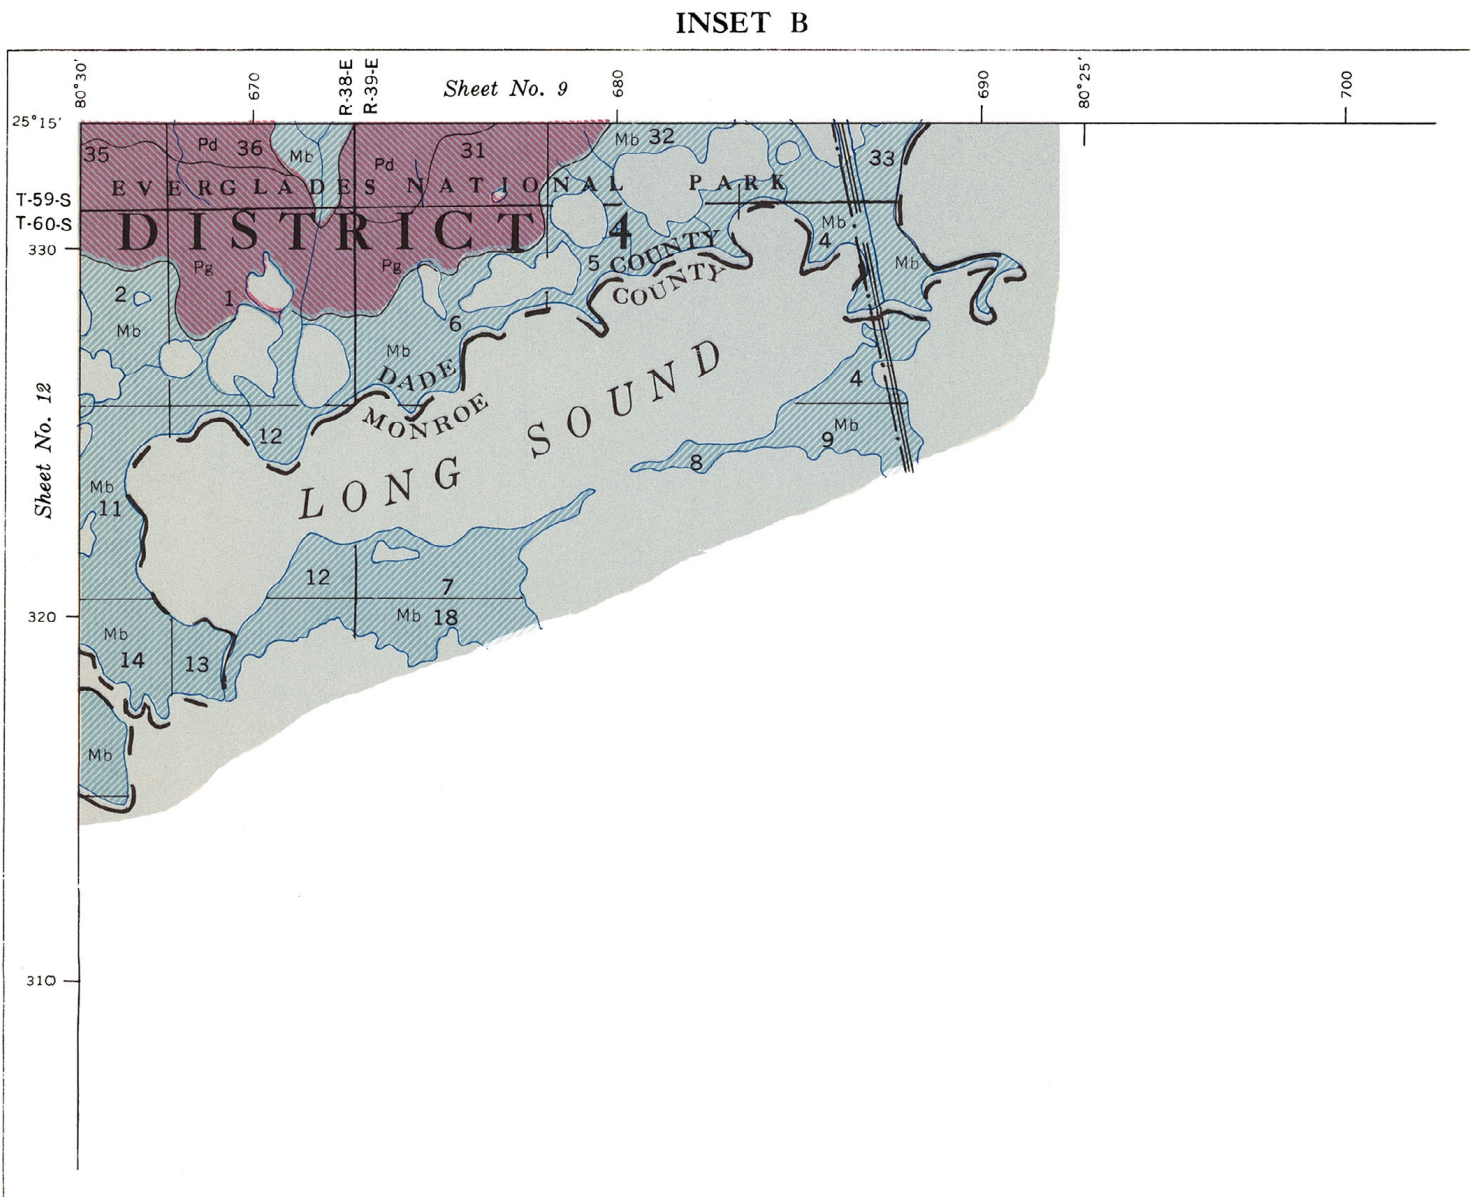 INSET B
80°30'
670
R-38-E
R-39-E
Sheet No. 9
680
690
80°25'
700
25°15'
35
Pd
36
Mb
Pd
31
Mb
32
33
EVERGLADES NATIONAL PARK
T-59-S
T-60-S
DISTRICT 4
Mb
4
330
Pg
Pg
5
COUNTY
COUNTY
Mb
2
1
Mb
6
Mb
DADE
MONROE
4
Mb
9
8
12
LONG SOUND
Sheet No. 12
Mb
11
12
7
Mb
18
320
Mb
14
13
Mb
310